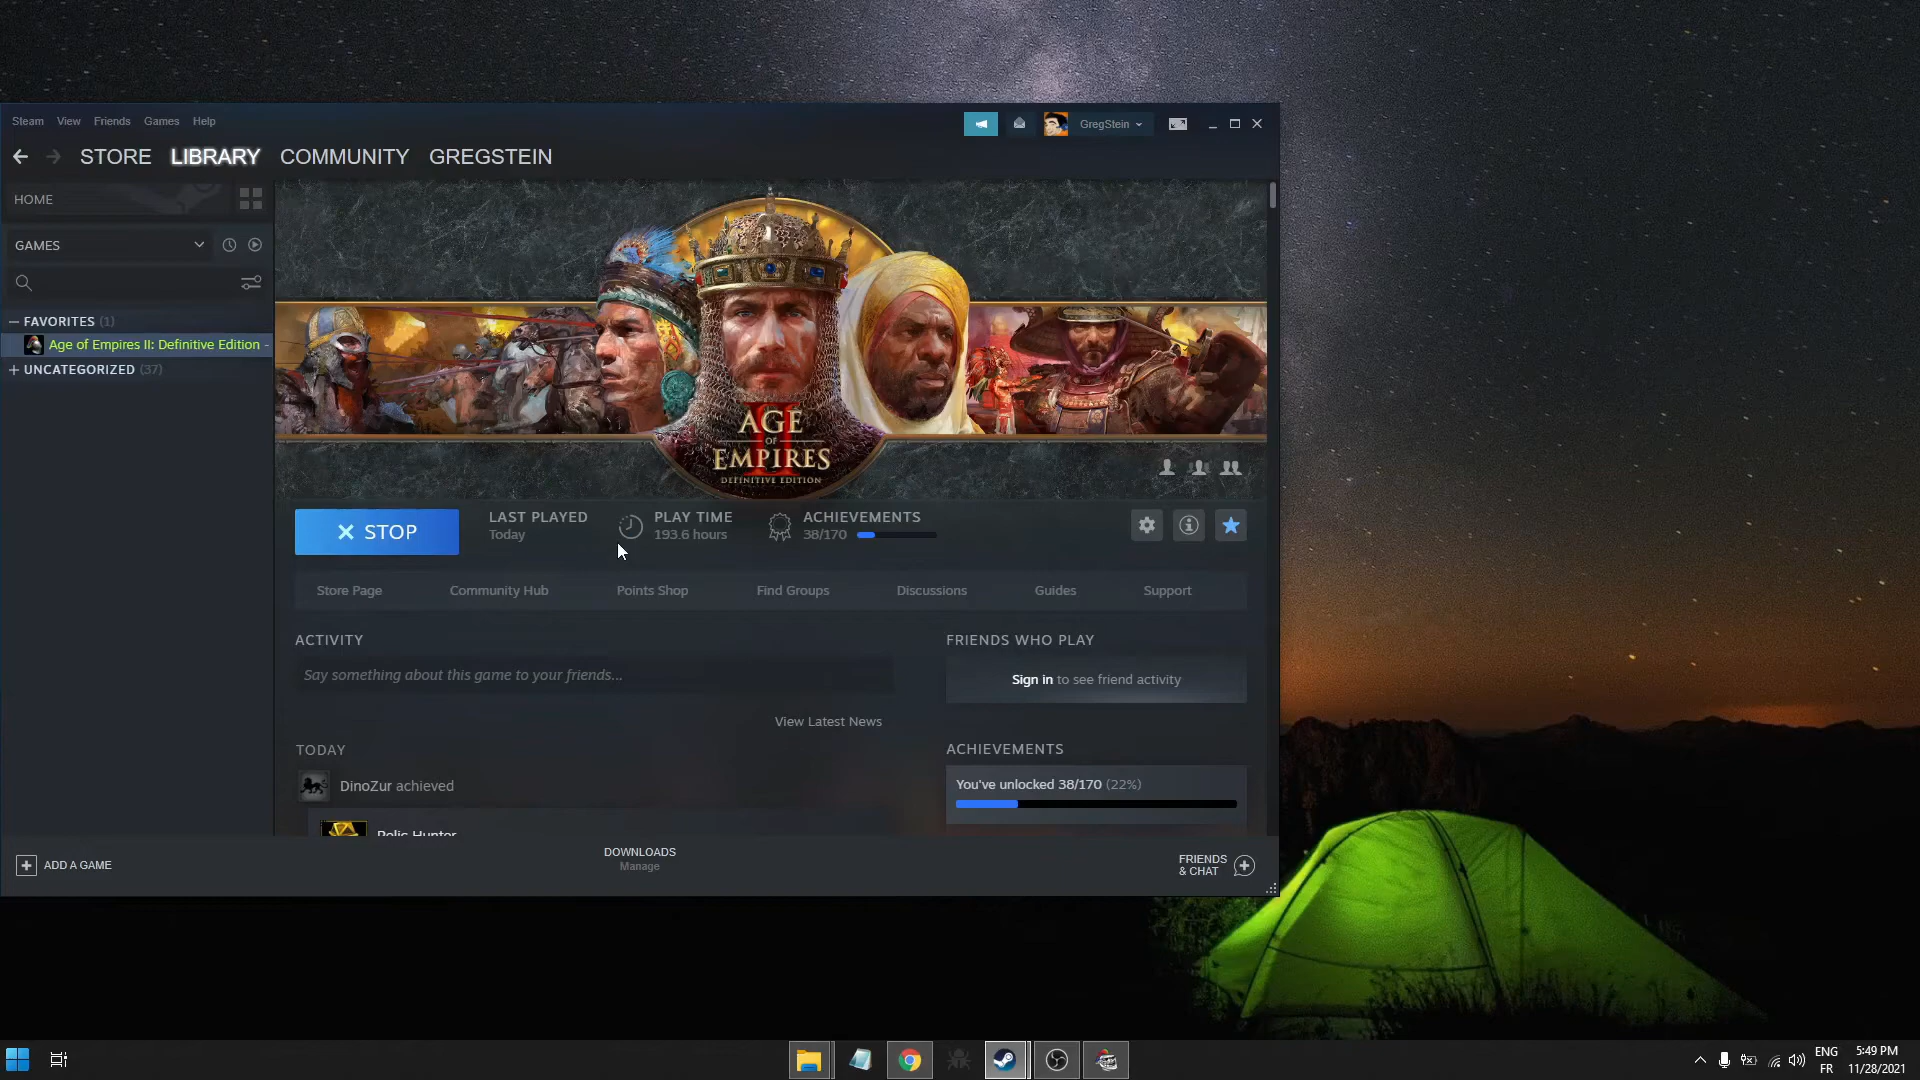 Steam View Friends Games Help
GregStein
STORE LIBRARY COMMUNITY GREGSTEIN
HOME
GAMES
FAVORITES (1)
Age of Empires II: Definitive Edition -
UNCATEGORIZED (37)
AGE
OF
EMPIRES
II
DEFINITIVE EDITION
STOP
LAST PLAYED
Today
PLAY TIME
193.6 hours
ACHIEVEMENTS
38/170
Store Page Community Hub Points Shop Find Groups Discussions Guides Support
ACTIVITY
Say something about this game to your friends...
View Latest News
TODAY
DinoZur achieved
Relic Hunter
FRIENDS WHO PLAY
Sign in to see friend activity
ACHIEVEMENTS
You've unlocked 38/170 (22%)
ADD A GAME
DOWNLOADS
Manage
FRIENDS
& CHAT
ENG
FR
5:49 PM
11/28/2021